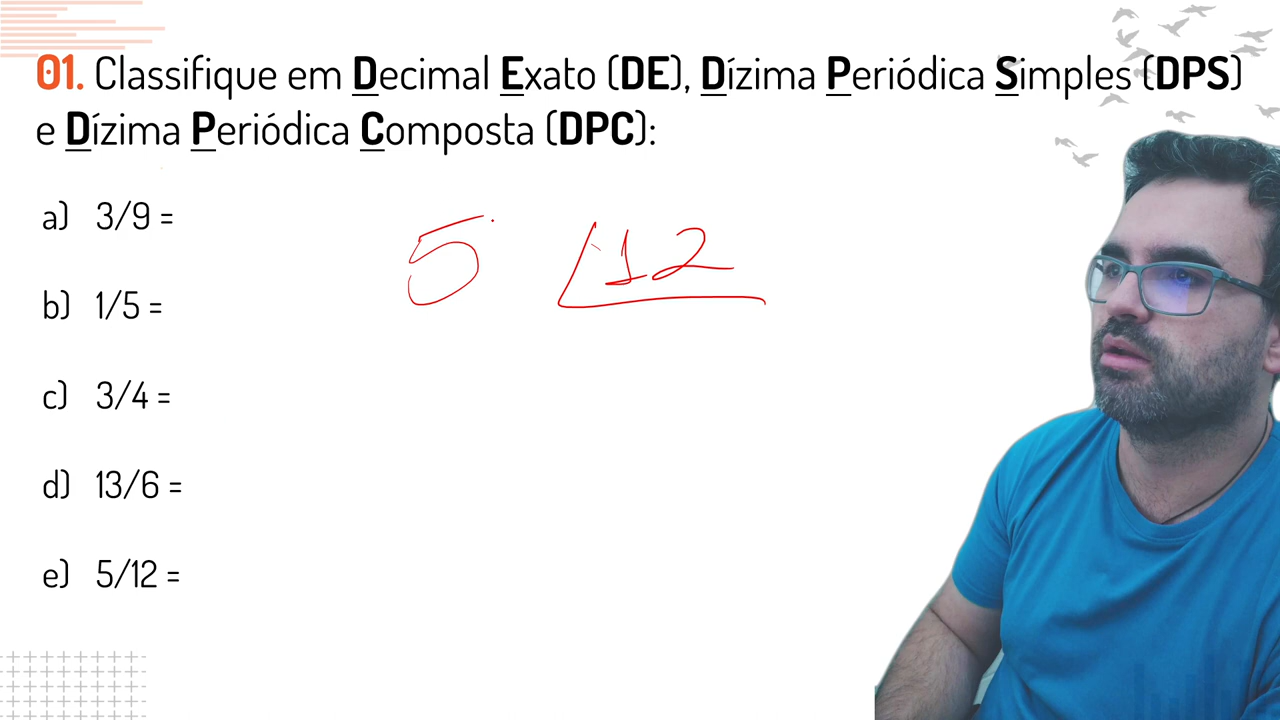 01. Classifique em Decimal Exato (DE), Dízima Periódica Simples (DPS)
e Dízima Periódica Composta (DPC):
a) 3/9 =
5 12
b) 1/5 =
c) 3/4 =
d) 13/6 =
e) 5/12 =